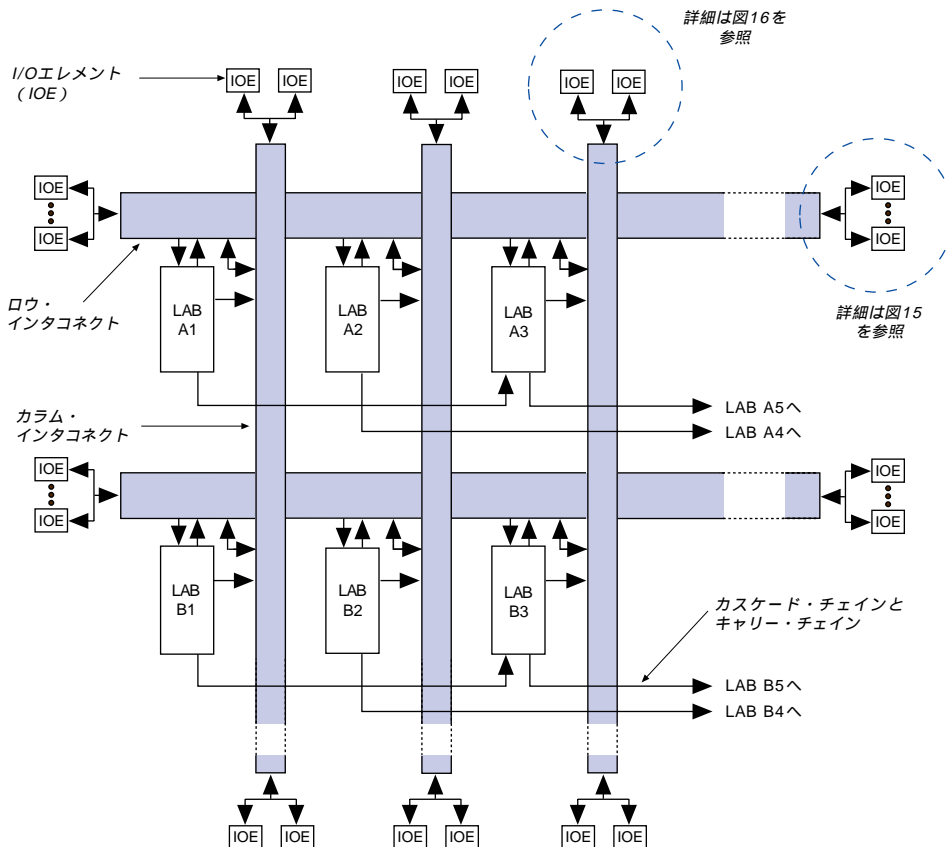 詳細は図16を
参照
I/Oエレメント
(IOE)
IOE
IOE
IOE
IOE
IOE
IOE
IOE
IOE
IOE
IOE
ロウ・
インタコネクト
LAB
A1
LAB
A2
LAB
A3
詳細は図15
を参照
カラム・
インタコネクト
LAB A5へ
LAB A4へ
IOE
IOE
IOE
IOE
LAB
B1
LAB
B2
LAB
B3
カスケード・チェインと
キャリー・チェイン
LAB B5へ
LAB B4へ
IOE
IOE
IOE
IOE
IOE
IOE